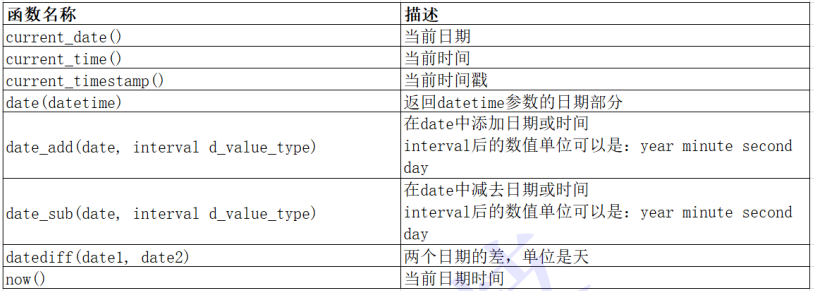 函数名称 描述
current_date() 当前日期
current_time() 当前时间
current_timestamp() 当前时间戳
date(datetime) 返回datetime参数的日期部分
date_add(date, interval d_value_type) 在date中添加日期或时间
interval后的数值单位可以是：year minute second
day
date_sub(date, interval d_value_type) 在date中减去日期或时间
interval后的数值单位可以是：year minute second
day
datediff(date1, date2) 两个日期的差，单位是天
now() 当前日期时间